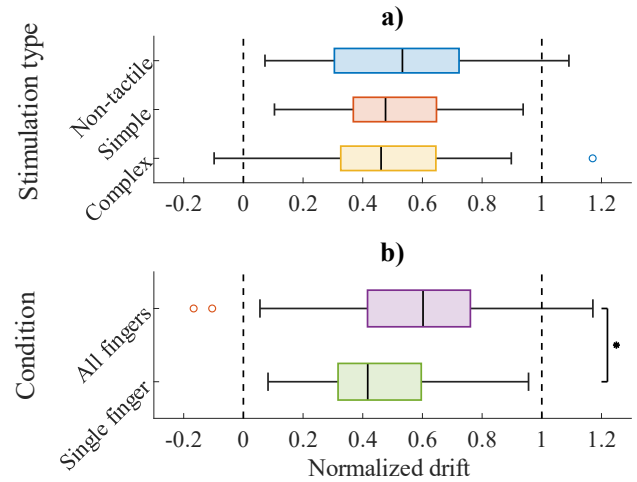 a)
Stimulation type
Non-tactile
Simple
Complex
-0.2 0 0.2 0.4 0.6 0.8 1 1.2
b)
Condition
All fingers
Single finger
*
-0.2 0 0.2 0.4 0.6 0.8 1 1.2
Normalized drift